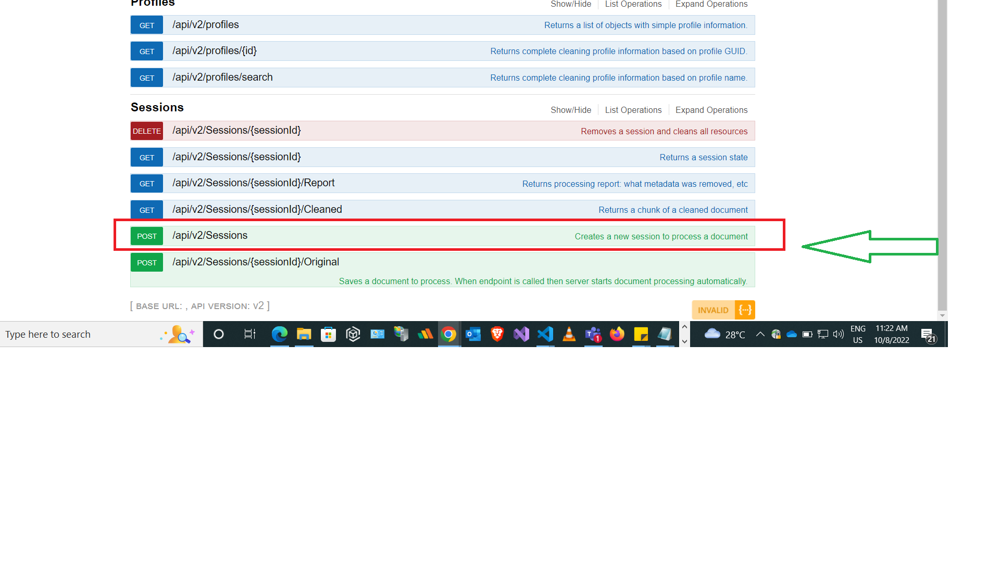 Profiles
Show/Hide List Operations Expand Operations
GET /api/v2/profiles Returns a list of objects with simple profile information.
GET /api/v2/profiles/{id} Returns complete cleaning profile information based on profile GUID.
GET /api/v2/profiles/search Returns complete cleaning profile information based on profile name.
Sessions Show/Hide List Operations Expand Operations
DELETE /api/v2/Sessions/{sessionId} Removes a session and cleans all resources
GET /api/v2/Sessions/{sessionId} Returns a session state
GET /api/v2/Sessions/{sessionId}/Report Returns processing report: what metadata was removed, etc
GET /api/v2/Sessions/{sessionId}/Cleaned Returns a chunk of a cleaned document
POST /api/v2/Sessions Creates a new session to process a document
POST /api/v2/Sessions/{sessionId}/Original
Saves a document to process. When endpoint is called then server starts document processing automatically.
[ BASE URL: , API VERSION: V2 ]
INVALID {···}
Type here to search
1
28°C
ENG
US
11:22 AM
10/8/2022
21